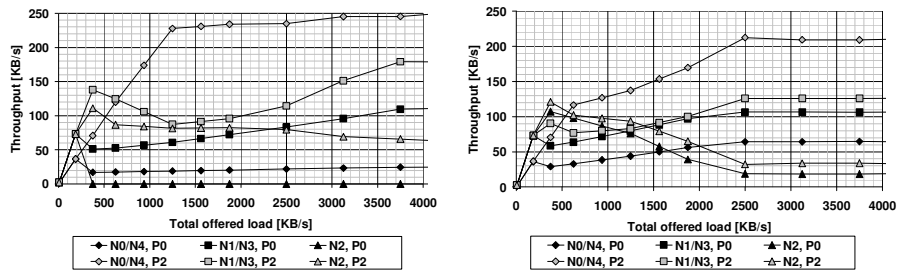 250
200
150
100
50
0
Throughput [KB/s]
0 500 1000 1500 2000 2500 3000 3500 4000
Total offered load [KB/s]
N0/N4, P0 N1/N3, P0 N2, P0
N0/N4, P2 N1/N3, P2 N2, P2
250
200
150
100
50
0
Throughput [KB/s]
0 500 1000 1500 2000 2500 3000 3500 4000
Total offered load [KB/s]
N0/N4, P0 N1/N3, P0 N2, P0
N0/N4, P2 N1/N3, P2 N2, P2